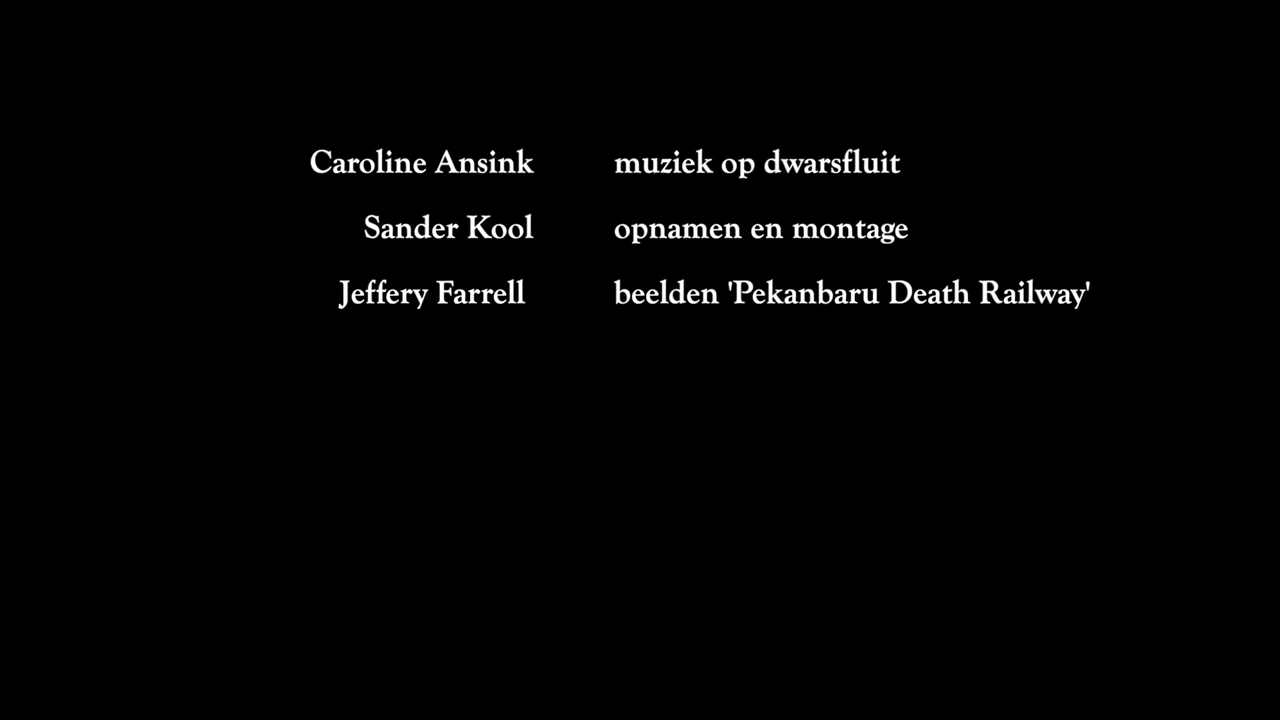 Caroline Ansink muziek op dwarsfluit
Sander Kool opnamen en montage
Jeffery Farrell beelden 'Pekanbaru Death Railway'